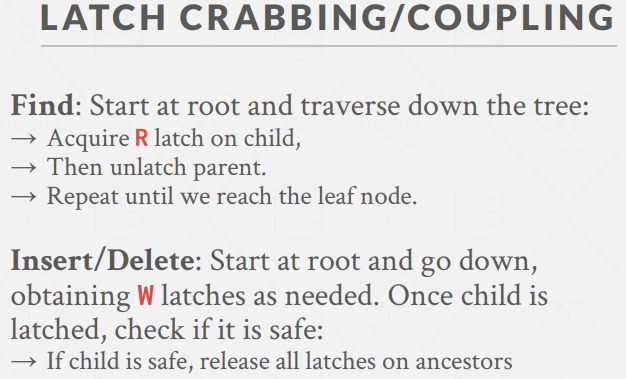 LATCH CRABBING/COUPLING
Find: Start at root and traverse down the tree:
→ Acquire R latch on child,
→ Then unlatch parent.
→ Repeat until we reach the leaf node.
Insert/Delete: Start at root and go down,
obtaining W latches as needed. Once child is
latched, check if it is safe:
→ If child is safe, release all latches on ancestors